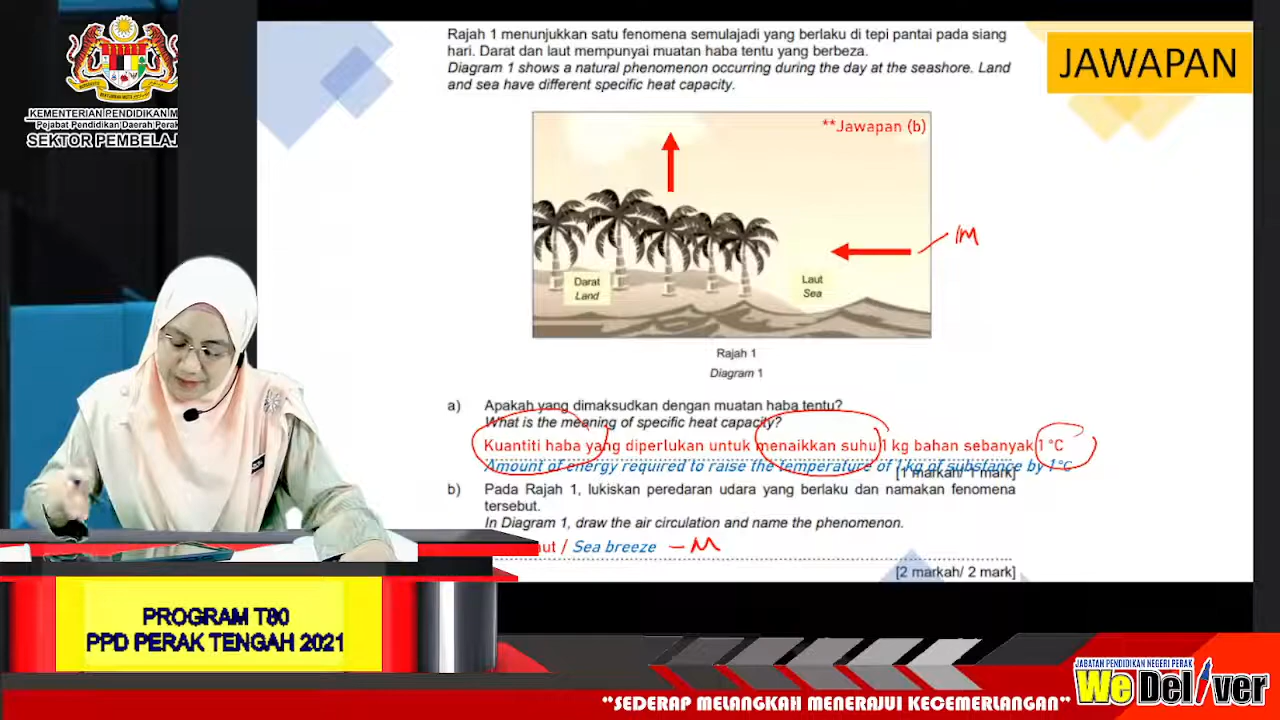 KEMENTERIAN PENDIDIKAN M
Pejabat Pendidikan Daerah Perak
SEKTOR PEMBELAJ
Rajah 1 menunjukkan satu fenomena semulajadi yang berlaku di tepi pantai pada siang
hari. Darat dan laut mempunyai muatan haba tentu yang berbeza.
Diagram 1 shows a natural phenomenon occurring during the day at the seashore. Land
and sea have different specific heat capacity.
JAWAPAN
**Jawapan (b)
1M
Darat
Land
Laut
Sea
Rajah 1
Diagram 1
a) Apakah yang dimaksudkan dengan muatan haba tentu?
What is the meaning of specific heat capacity?
Kuantiti haba yang diperlukan untuk menaikkan suhu 1 kg bahan sebanyak 1 °C
Amount of energy required to raise the temperature of 1 kg of substance by 1°C
[1 markah/ 1 mark]
b) Pada Rajah 1, lukiskan peredaran udara yang berlaku dan namakan fenomena
tersebut.
In Diagram 1, draw the air circulation and name the phenomenon.
aut / Sea breeze – M
[2 markah/ 2 mark]
PROGRAM T80
PPD PERAK TENGAH 2021
JABATAN PENDIDIKAN NEGERI PERAK
We Deliver
"SEDERAP MELANGKAH MENERAJUI KECEMERLANGAN"